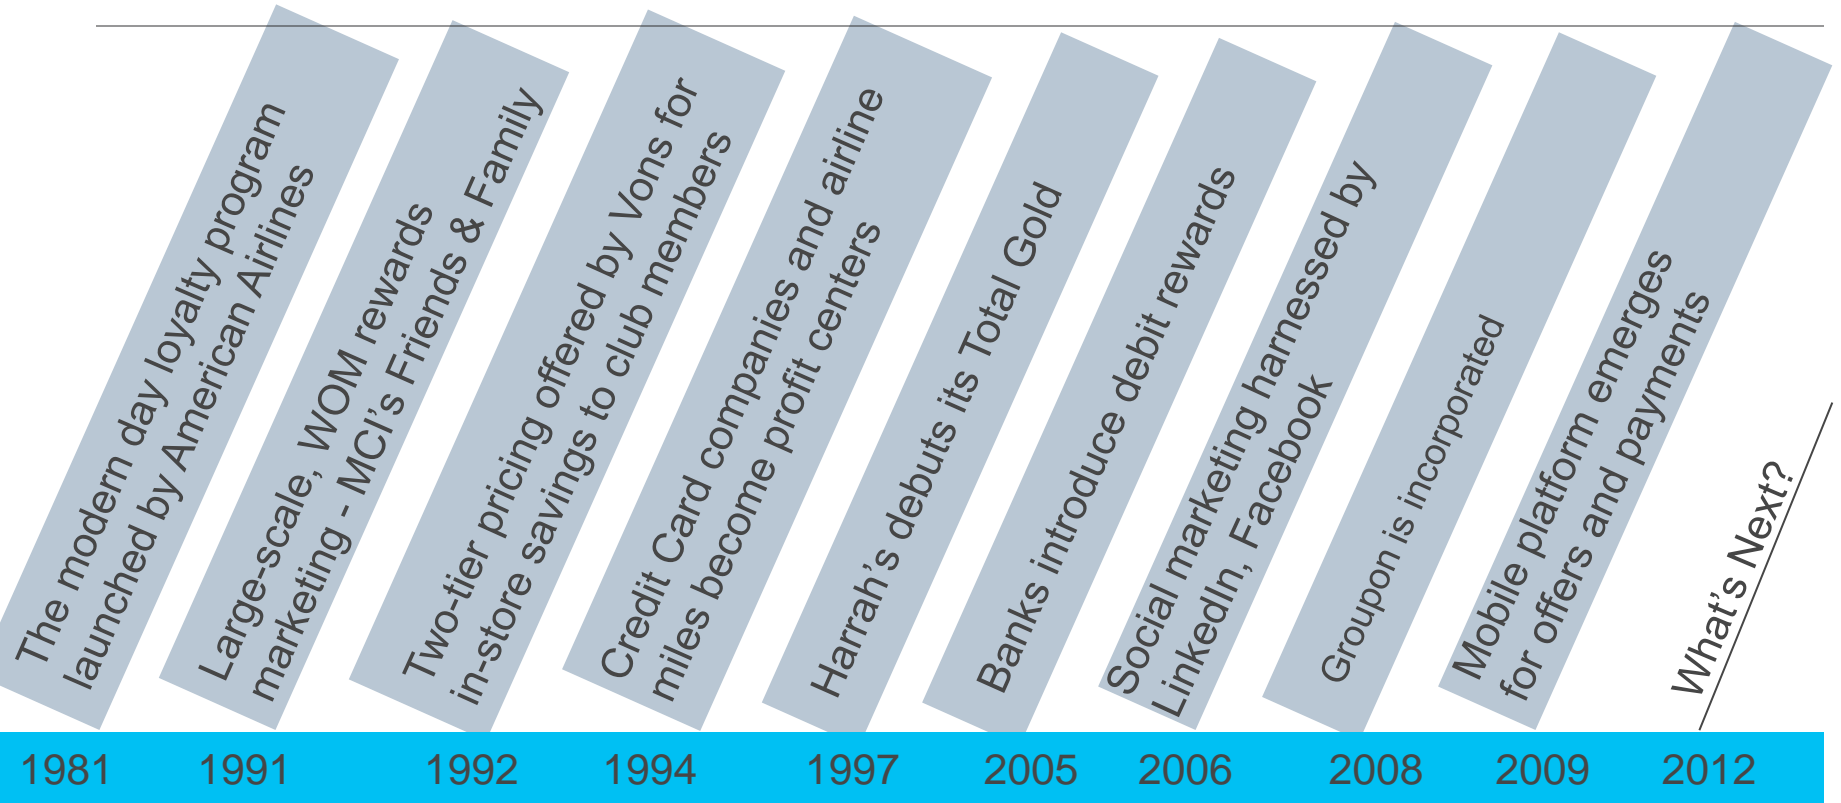 The modern day loyalty program
launched by American Airlines
Large-scale, WOM rewards
marketing - MCI’s Friends & Family
Two-tier pricing offered by Vons for
in-store savings to club members
Credit Card companies and airline
miles become profit centers
Harrah’s debuts its Total Gold
Banks introduce debit rewards
Social marketing harnessed by
LinkedIn, Facebook
Groupon is incorporated
Mobile platform emerges
for offers and payments
What’s Next?
1981 1991 1992 1994 1997 2005 2006 2008 2009 2012